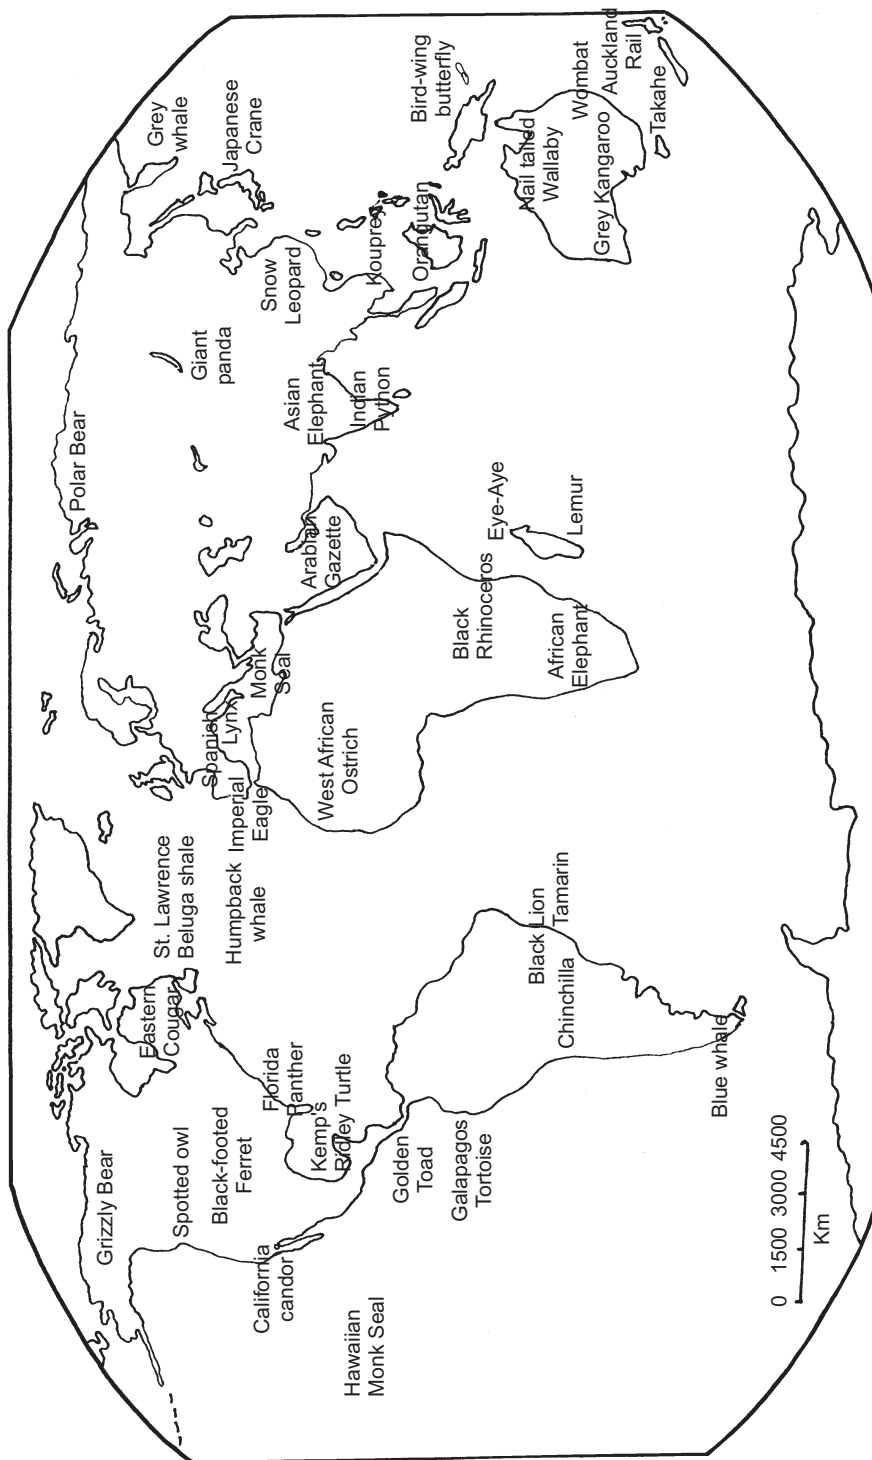 Polar Bear
Grizzly Bear
Grey
whale
Japanese
Crane
St. Lawrence
Beluga shale
Eastern
Cougar
Spotted owl
Black-footed
Ferret
Giant
panda
Spanish
Lynx
Humpback
whale
Imperial
Eagle
Monk
Seal
Snow
Leopard
California
candor
Florida
Panther
Asian
Elephant
Arabian
Gazette
Kemp's
Ridley Turtle
West African
Ostrich
Indian
Python
Hawaiian
Monk Seal
Kouprey
Golden
Toad
Orangutan
Bird-wing
butterfly
Galapagos
Tortoise
Black
Rhinoceros
Eye-Aye
Nail tailed
Wallaby
Black Lion
Tamarin
Chinchilla
African
Elephant
Lemur
Wombat
Grey Kangaroo
Auckland
Rail
Takahe
Blue whale
0 1500 3000 4500
Km